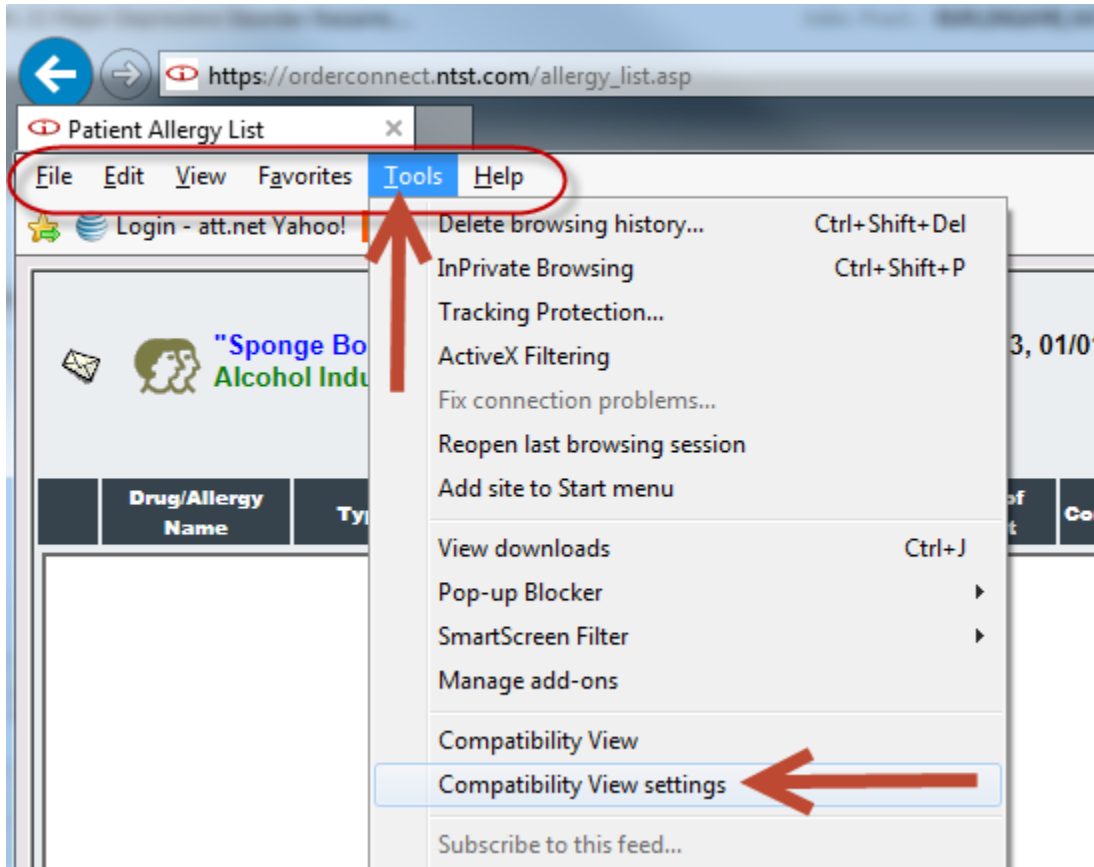 https://orderconnect.ntst.com/allergy_list.asp
Patient Allergy List
File Edit View Favorites Tools Help
Login - att.net Yahoo!
Delete browsing history... Ctrl+Shift+Del
InPrivate Browsing Ctrl+Shift+P
Tracking Protection...
"Sponge Bo 3, 01/0
ActiveX Filtering
Alcohol Indu
Fix connection problems...
Reopen last browsing session
Add site to Start menu
Drug/Allergy Name Typ of t Co
View downloads Ctrl+J
Pop-up Blocker
SmartScreen Filter
Manage add-ons
Compatibility View
Compatibility View settings
Subscribe to this feed...